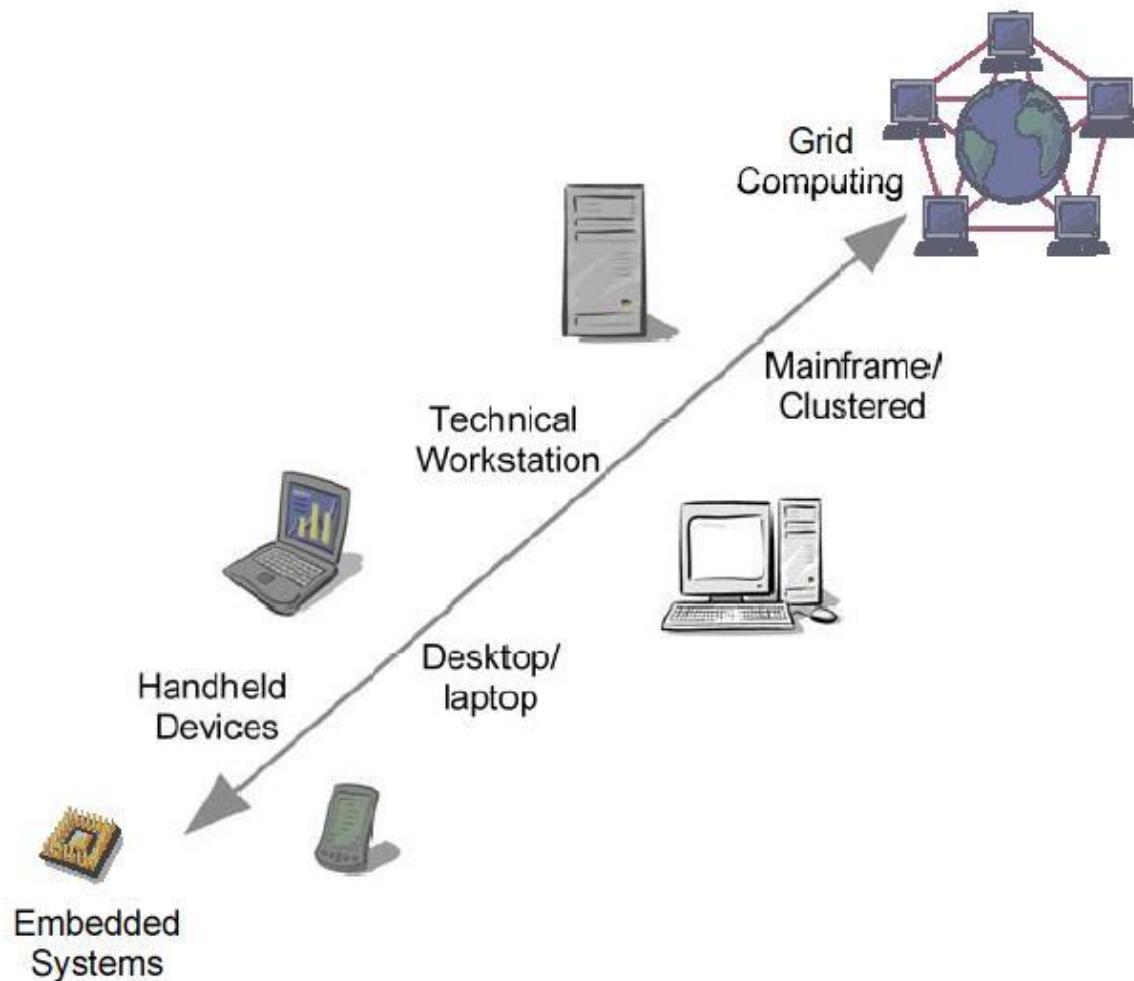 Grid
Computing
Mainframe/
Clustered
Technical
Workstation
Desktop/
laptop
Handheld
Devices
Embedded
Systems